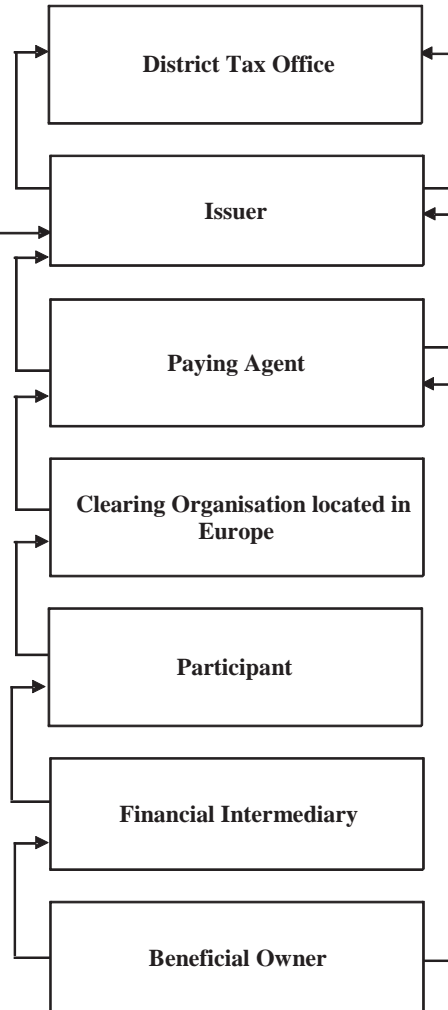 District Tax Office
Issuer
Paying Agent
Clearing Organisation located in
Europe
Participant
Financial Intermediary
Beneficial Owner